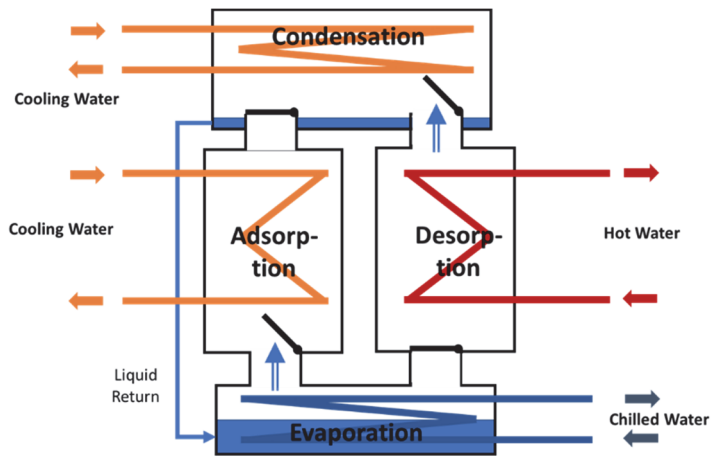 Condensation
Cooling Water
Cooling Water
Adsorp-
tion
Desorp-
tion
Hot Water
Liquid
Return
Evaporation
Chilled Water